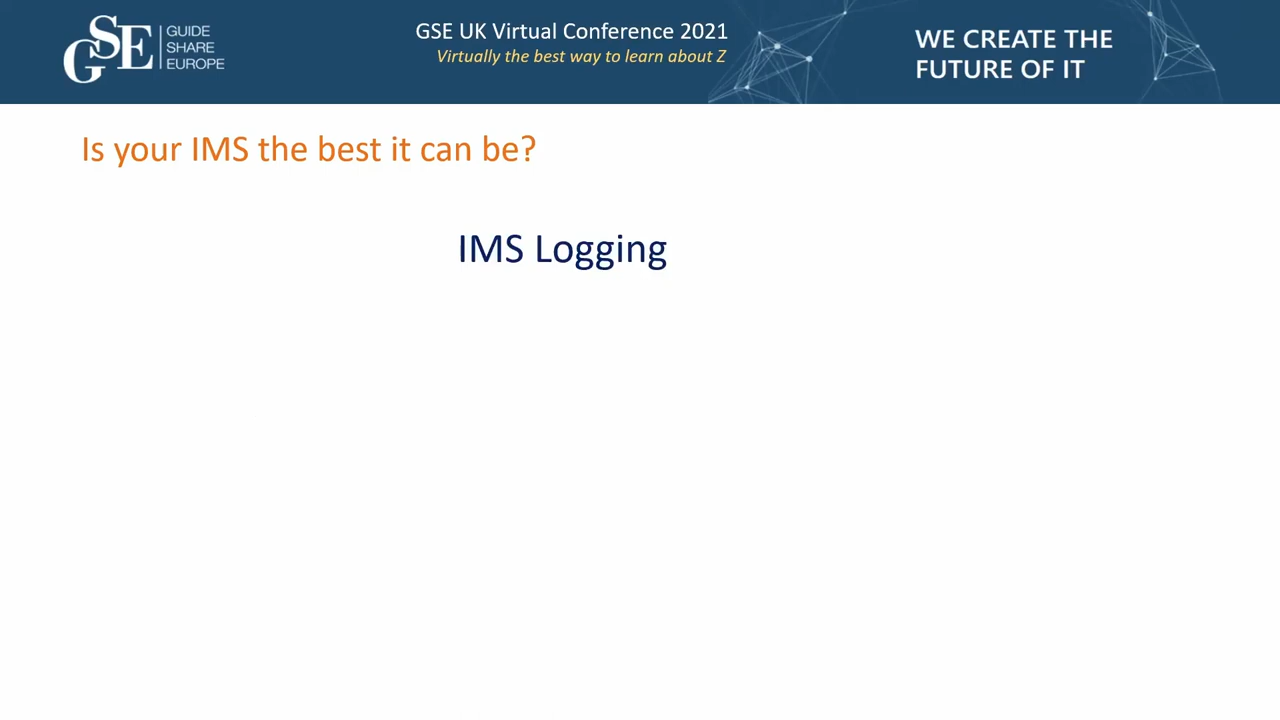 GSE
GUIDE
SHARE
EUROPE
GSE UK Virtual Conference 2021
Virtually the best way to learn about Z
WE CREATE THE
FUTURE OF IT
Is your IMS the best it can be?
IMS Logging